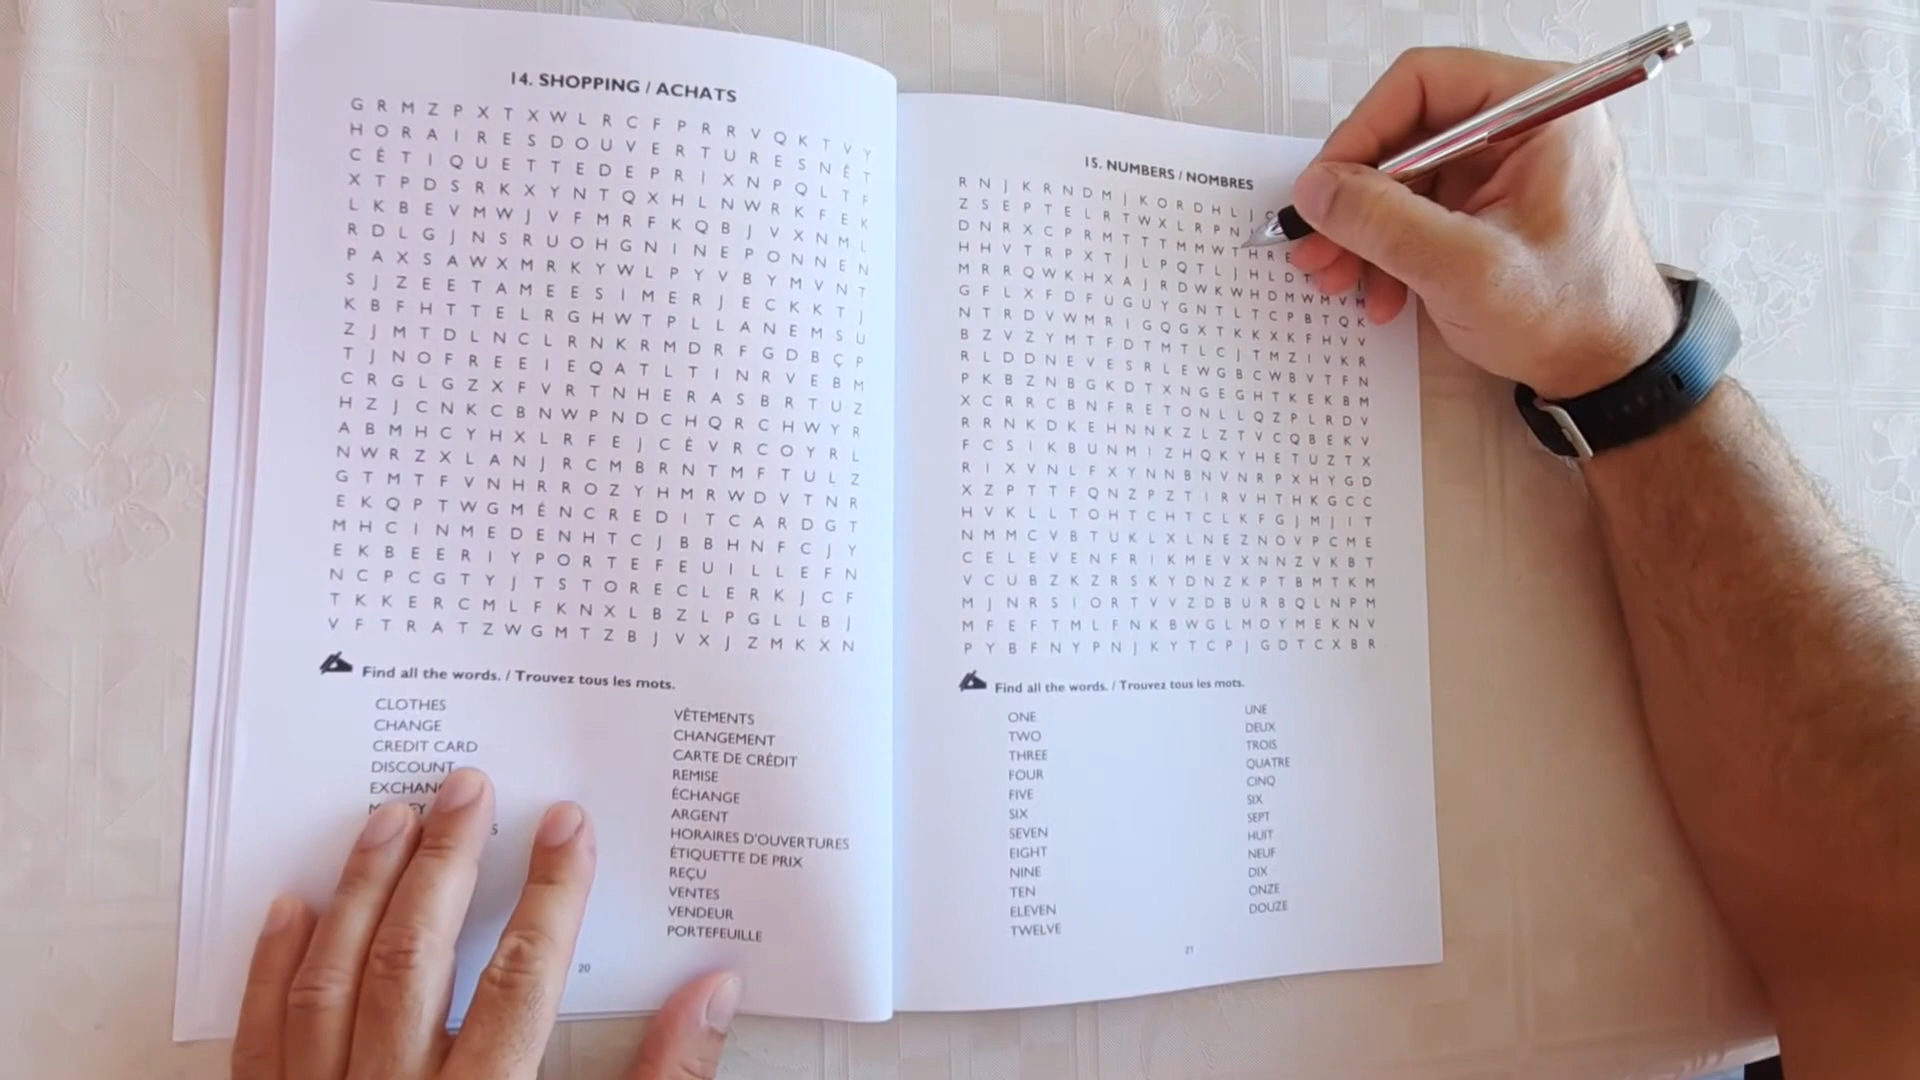 14. SHOPPING / ACHATS
G R M Z P X T X W L R C F P R R V Q K T V Y
H O R A I R E S D O U V E R T U R E S N Ê T
C É T I Q U E T T E D E P R I X N P Q L T F
X T P D S R K X Y N T Q X H L N W R K F E K
L K B E V M W J V F M R F K Q B J V X N M L
R D L G J N S R U O H G N I N E P O N N E N
P A X S A W X M R K Y W L P Y V B Y M V N T
S J Z E E T A M E E S I M E R J E C K K T J
K B F H T T E L R G H W T P L L A N E M S U
Z J M T D L N C L R N K R M D R F G D B Ç P
T J N O F R E E I E Q A T L T I N R V E B M
C R G L G Z X F V R T N H E R A S B R T U Z
H Z J C N K C B N W P N D C H Q R C H W Y R
A B M H C Y H X L R F E J C É V R C O Y R L
N W R Z X L A N J R C M B R N T M F T U L Z
G T M T F V N H R R O Z Y H M R W D V T N R
E K Q P T W G M É N C R E D I T C A R D G T
M H C I N M E D E N H T C J B B H N F C J Y
E K B E E R I Y P O R T E F E U I L L E F N
N C P C G T Y J T S T O R E C L E R K J C F
T K K E R C M L F K N X L B Z L P G L L B J
V F T R A T Z W G M T Z B J V X J Z M K X N
Find all the words. / Trouvez tous les mots.
CLOTHES
CHANGE
CREDIT CARD
DISCOUNT
VÊTEMENTS
CHANGEMENT
CARTE DE CRÉDIT
REMISE
ÉCHANGE
ARGENT
HORAIRES D'OUVERTURES
ÉTIQUETTE DE PRIX
REÇU
VENTES
VENDEUR
PORTEFEUILLE
20
15. NUMBERS / NOMBRES
R N J K R N D M J K O R D H L J
Z S E P T E L R T W X L R P N
D N R X C P R M T T T M M W T H R E
H H V T R P X T J L P Q T L J H L D T
M R R Q W K H X A J R D W K W H D M W M V M
G F L X F D F U G U Y G N T L T C P B T Q K
N T R D V W M R I G Q G X T K K X K F H V V
B Z V Z Y M T F D T M T L C J T M Z I V K R
R L D D N E V E S R L E W G B C W B V T F N
P K B Z N B G K D T X N G E G H T K E K B M
X C R R C B N F R E T O N L L Q Z P L R D V
R R N K D K E H N N K Z L Z T V C Q B E K V
F C S I K B U N M I Z H Q K Y H E T U Z T X
R I X V N L F X Y N N B N V N R P X H Y G D
X Z P T T F Q N Z P Z T I R V H T H K G C C
H V K L L T O H T C H T C L K F G J M J I T
N M M C V B T U K L X L N E Z N O V P C M E
C E L E V E N F R I K M E V X N N Z V K B T
V C U B Z K Z R S K Y D N Z K P T B M T K M
M J N R S I O R T V V Z D B U R B Q L N P M
M F E F T M L F N K B W G L M O Y M E K N V
P Y B F N Y P N J K Y T C P J G D T C X B R
Find all the words. / Trouvez tous les mots.
ONE
TWO
THREE
FOUR
FIVE
SIX
SEVEN
EIGHT
NINE
TEN
ELEVEN
TWELVE
UNE
DEUX
TROIS
QUATRE
CINQ
SIX
SEPT
HUIT
NEUF
DIX
ONZE
DOUZE
21